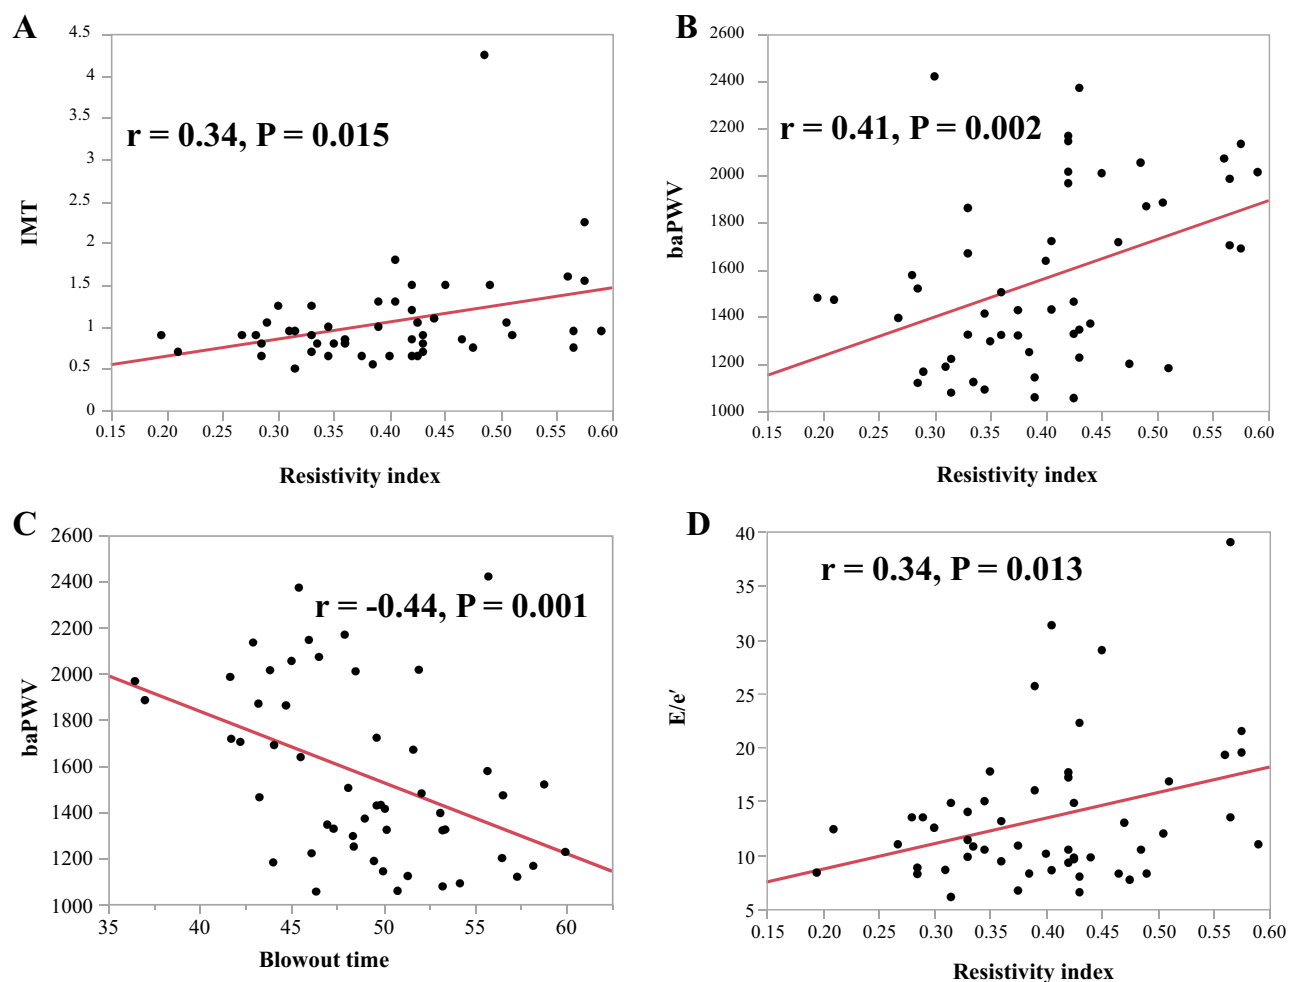 A
4.5
4
3.5
3
2.5
2
1.5
1
0.5
0
IMT
r = 0.34, P = 0.015
0.15 0.20 0.30 0.35 0.40 0.45 0.50 0.55 0.60
Resistivity index
B
2600
2400
2200
2000
1800
1600
1400
1200
1000
baPWV
r = 0.41, P = 0.002
0.15 0.20 0.25 0.30 0.35 0.40 0.45 0.50 0.55 0.60
Resistivity index
C
2600
2400
2200
2000
1800
1600
1400
1200
1000
baPWV
r = -0.44, P = 0.001
35 40 45 50 55 60
Blowout time
D
40
35
30
25
20
15
10
5
E/e′
r = 0.34, P = 0.013
0.15 0.20 0.25 0.30 0.35 0.40 0.45 0.50 0.55 0.60
Resistivity index